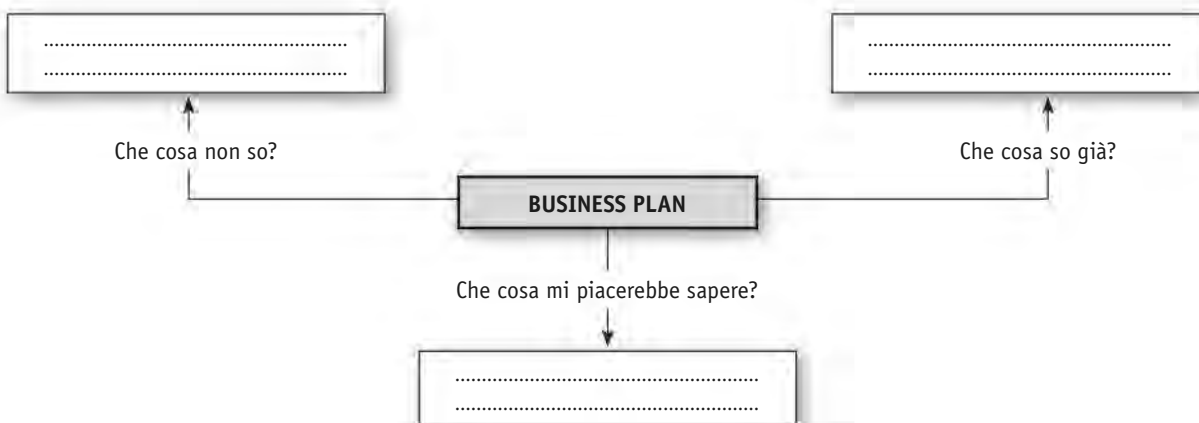 ........................................................
........................................................
........................................................
........................................................
Che cosa non so?
Che cosa so già?
BUSINESS PLAN
Che cosa mi piacerebbe sapere?
........................................................
........................................................